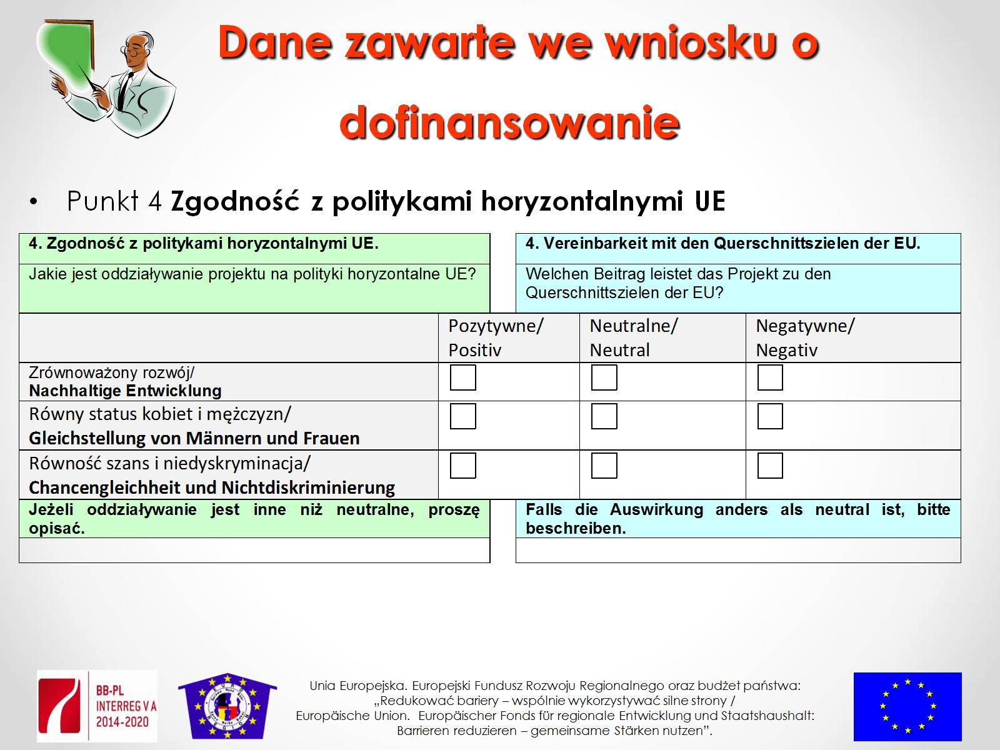 Dane zawarte we wniosku o
dofinansowanie
• Punkt 4 Zgodność z politykami horyzontalnymi UE
4. Zgodność z politykami horyzontalnymi UE.
Jakie jest oddziaływanie projektu na polityki horyzontalne UE?
4. Vereinbarkeit mit den Querschnittszielen der EU.
Welchen Beitrag leistet das Projekt zu den
Querschnittszielen der EU?
Pozytywne/
Positiv
Neutralne/
Neutral
Negatywne/
Negativ
Zrównoważony rozwój/
Nachhaltige Entwicklung
Równy status kobiet i mężczyzn/
Gleichstellung von Männern und Frauen
Równość szans i niedyskryminacja/
Chancengleichheit und Nichtdiskriminierung
Jeżeli oddziaływanie jest inne niż neutralne, proszę
opisać.
Falls die Auswirkung anders als neutral ist, bitte
beschreiben.
BB-PL
INTERREG V A
2014-2020
EURO
REGION
Unia Europejska. Europejski Fundusz Rozwoju Regionalnego oraz budżet państwa:
„Redukować bariery – wspólnie wykorzystywać silne strony /
Europäische Union. Europäischer Fonds für regionale Entwicklung und Staatshaushalt:
Barrieren reduzieren – gemeinsame Stärken nutzen”.